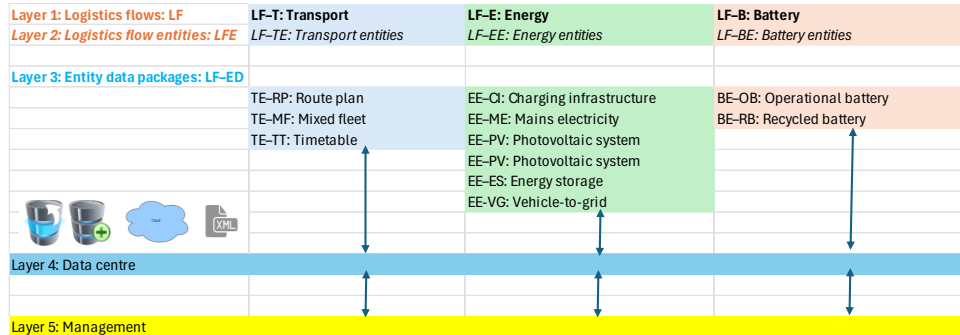 Layer 1: Logistics flows: LF
LF–T: Transport
LF–E: Energy
LF–B: Battery
Layer 2: Logistics flow entities: LFE
LF–TE: Transport entities
LF–EE: Energy entities
LF–BE: Battery entities
Layer 3: Entity data packages: LF–ED
TE–RP: Route plan
EE–CI: Charging infrastructure
BE–OB: Operational battery
TE–MF: Mixed fleet
EE–ME: Mains electricity
BE–RB: Recycled battery
TE–TT: Timetable
EE–PV: Photovoltaic system
EE–PV: Photovoltaic system
EE–ES: Energy storage
EE-VG: Vehicle-to-grid
XML
Layer 4: Data centre
Layer 5: Management